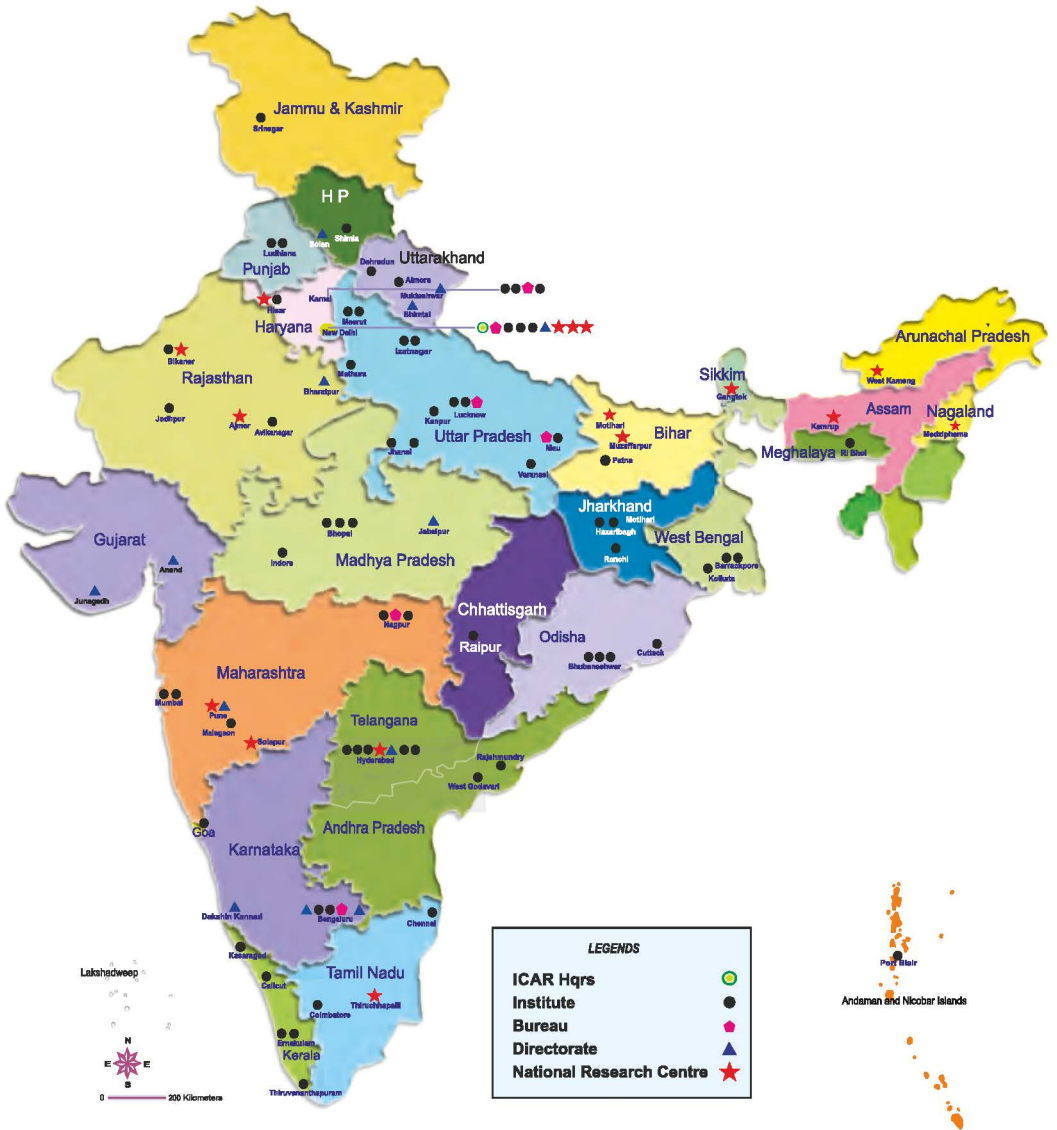 Jammu & Kashmir
Srinagar
H P
Solan
Shimla
Ludhiana
Punjab
Dehradun
Uttarakhand
Almora
Mukteshwar
Bhimtal
Karnal
Hisar
Haryana
New Delhi
Meerut
Izatnagar
Mathura
Bikaner
Rajasthan
Bharatpur
Jodhpur
Ajmer
Avikanagar
Lucknow
Kanpur
Uttar Pradesh
Jhansi
Mau
Varanasi
Motihari
Muzaffarpur
Bihar
Patna
Sikkim
Gangtok
Arunachal Pradesh
West Kameng
Assam
Kamrup
Nagaland
Medziphema
Meghalaya
Ri Bhoi
Jharkhand
Motihari
Hazaribagh
Ranchi
West Bengal
Barrackpore
Kolkata
Gujarat
Anand
Junagadh
Bhopal
Jabalpur
Indore
Madhya Pradesh
Chhattisgarh
Raipur
Odisha
Bhubaneshwar
Cuttack
Nagpur
Maharashtra
Mumbai
Pune
Malegaon
Solapur
Telangana
Hyderabad
Rajahmundry
West Godavari
Andhra Pradesh
Goa
Karnataka
Dakshin Kannad
Bengaluru
Chennai
Kasaragod
Calicut
Tamil Nadu
Thiruchhapalli
Coimbatore
Ernakulam
Kerala
Thiruvananthapuram
Lakshadweep
N
E E
S
0 200 Kilometers
LEGENDS
ICAR Hqrs
Institute
Bureau
Directorate
National Research Centre
Port Blair
Andaman and Nicobar Islands